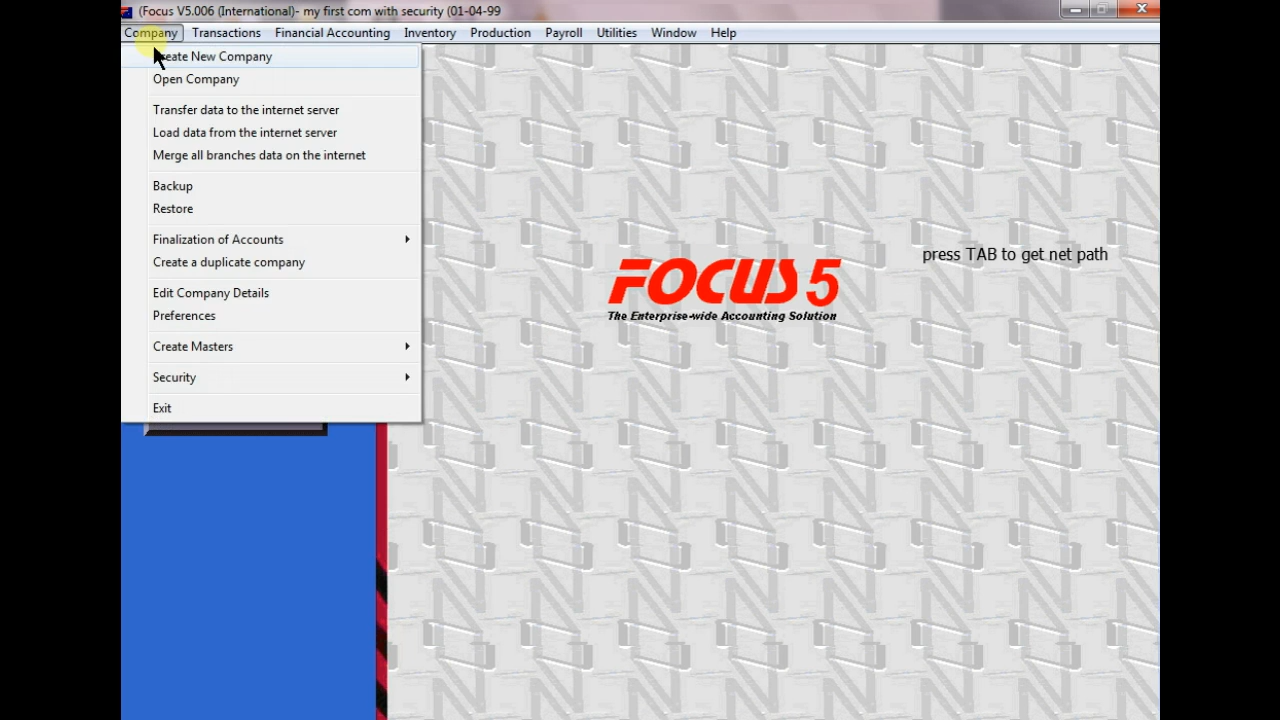 (Focus V5.006 (International)- my first com with security (01-04-99
Company Transactions Financial Accounting Inventory Production Payroll Utilities Window Help
New Company
Open Company
Transfer data to the internet server
Load data from the internet server
Merge all branches data on the internet
Backup
Restore
Finalization of Accounts
Create a duplicate company
Edit Company Details
Preferences
Create Masters
Security
Exit
press TAB to get net path
FOCUS 5
The Enterprise-wide Accounting Solution